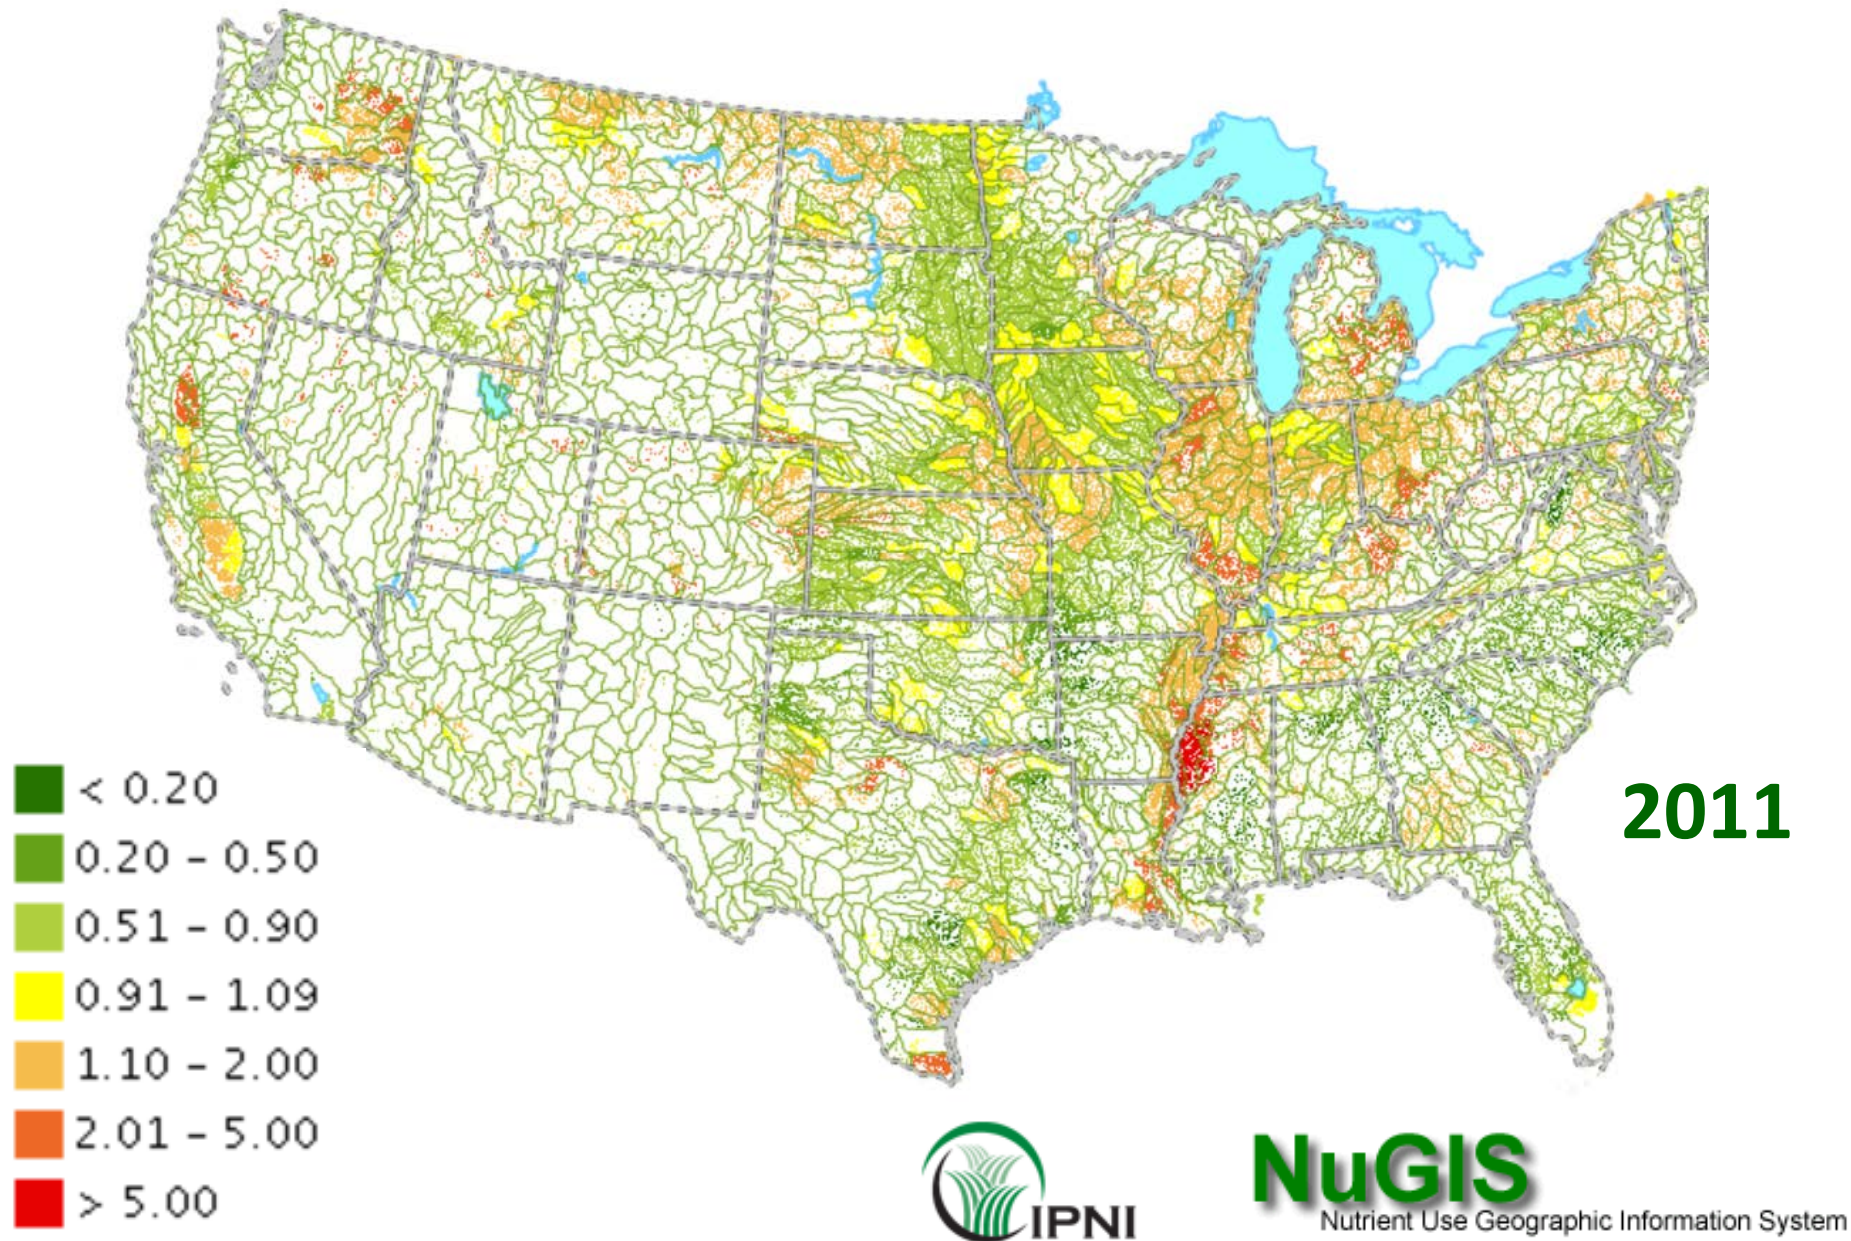 2011
< 0.20
0.20 – 0.50
0.51 – 0.90
0.91 – 1.09
1.10 – 2.00
2.01 – 5.00
> 5.00
IPNI
NuGIS
Nutrient Use Geographic Information System